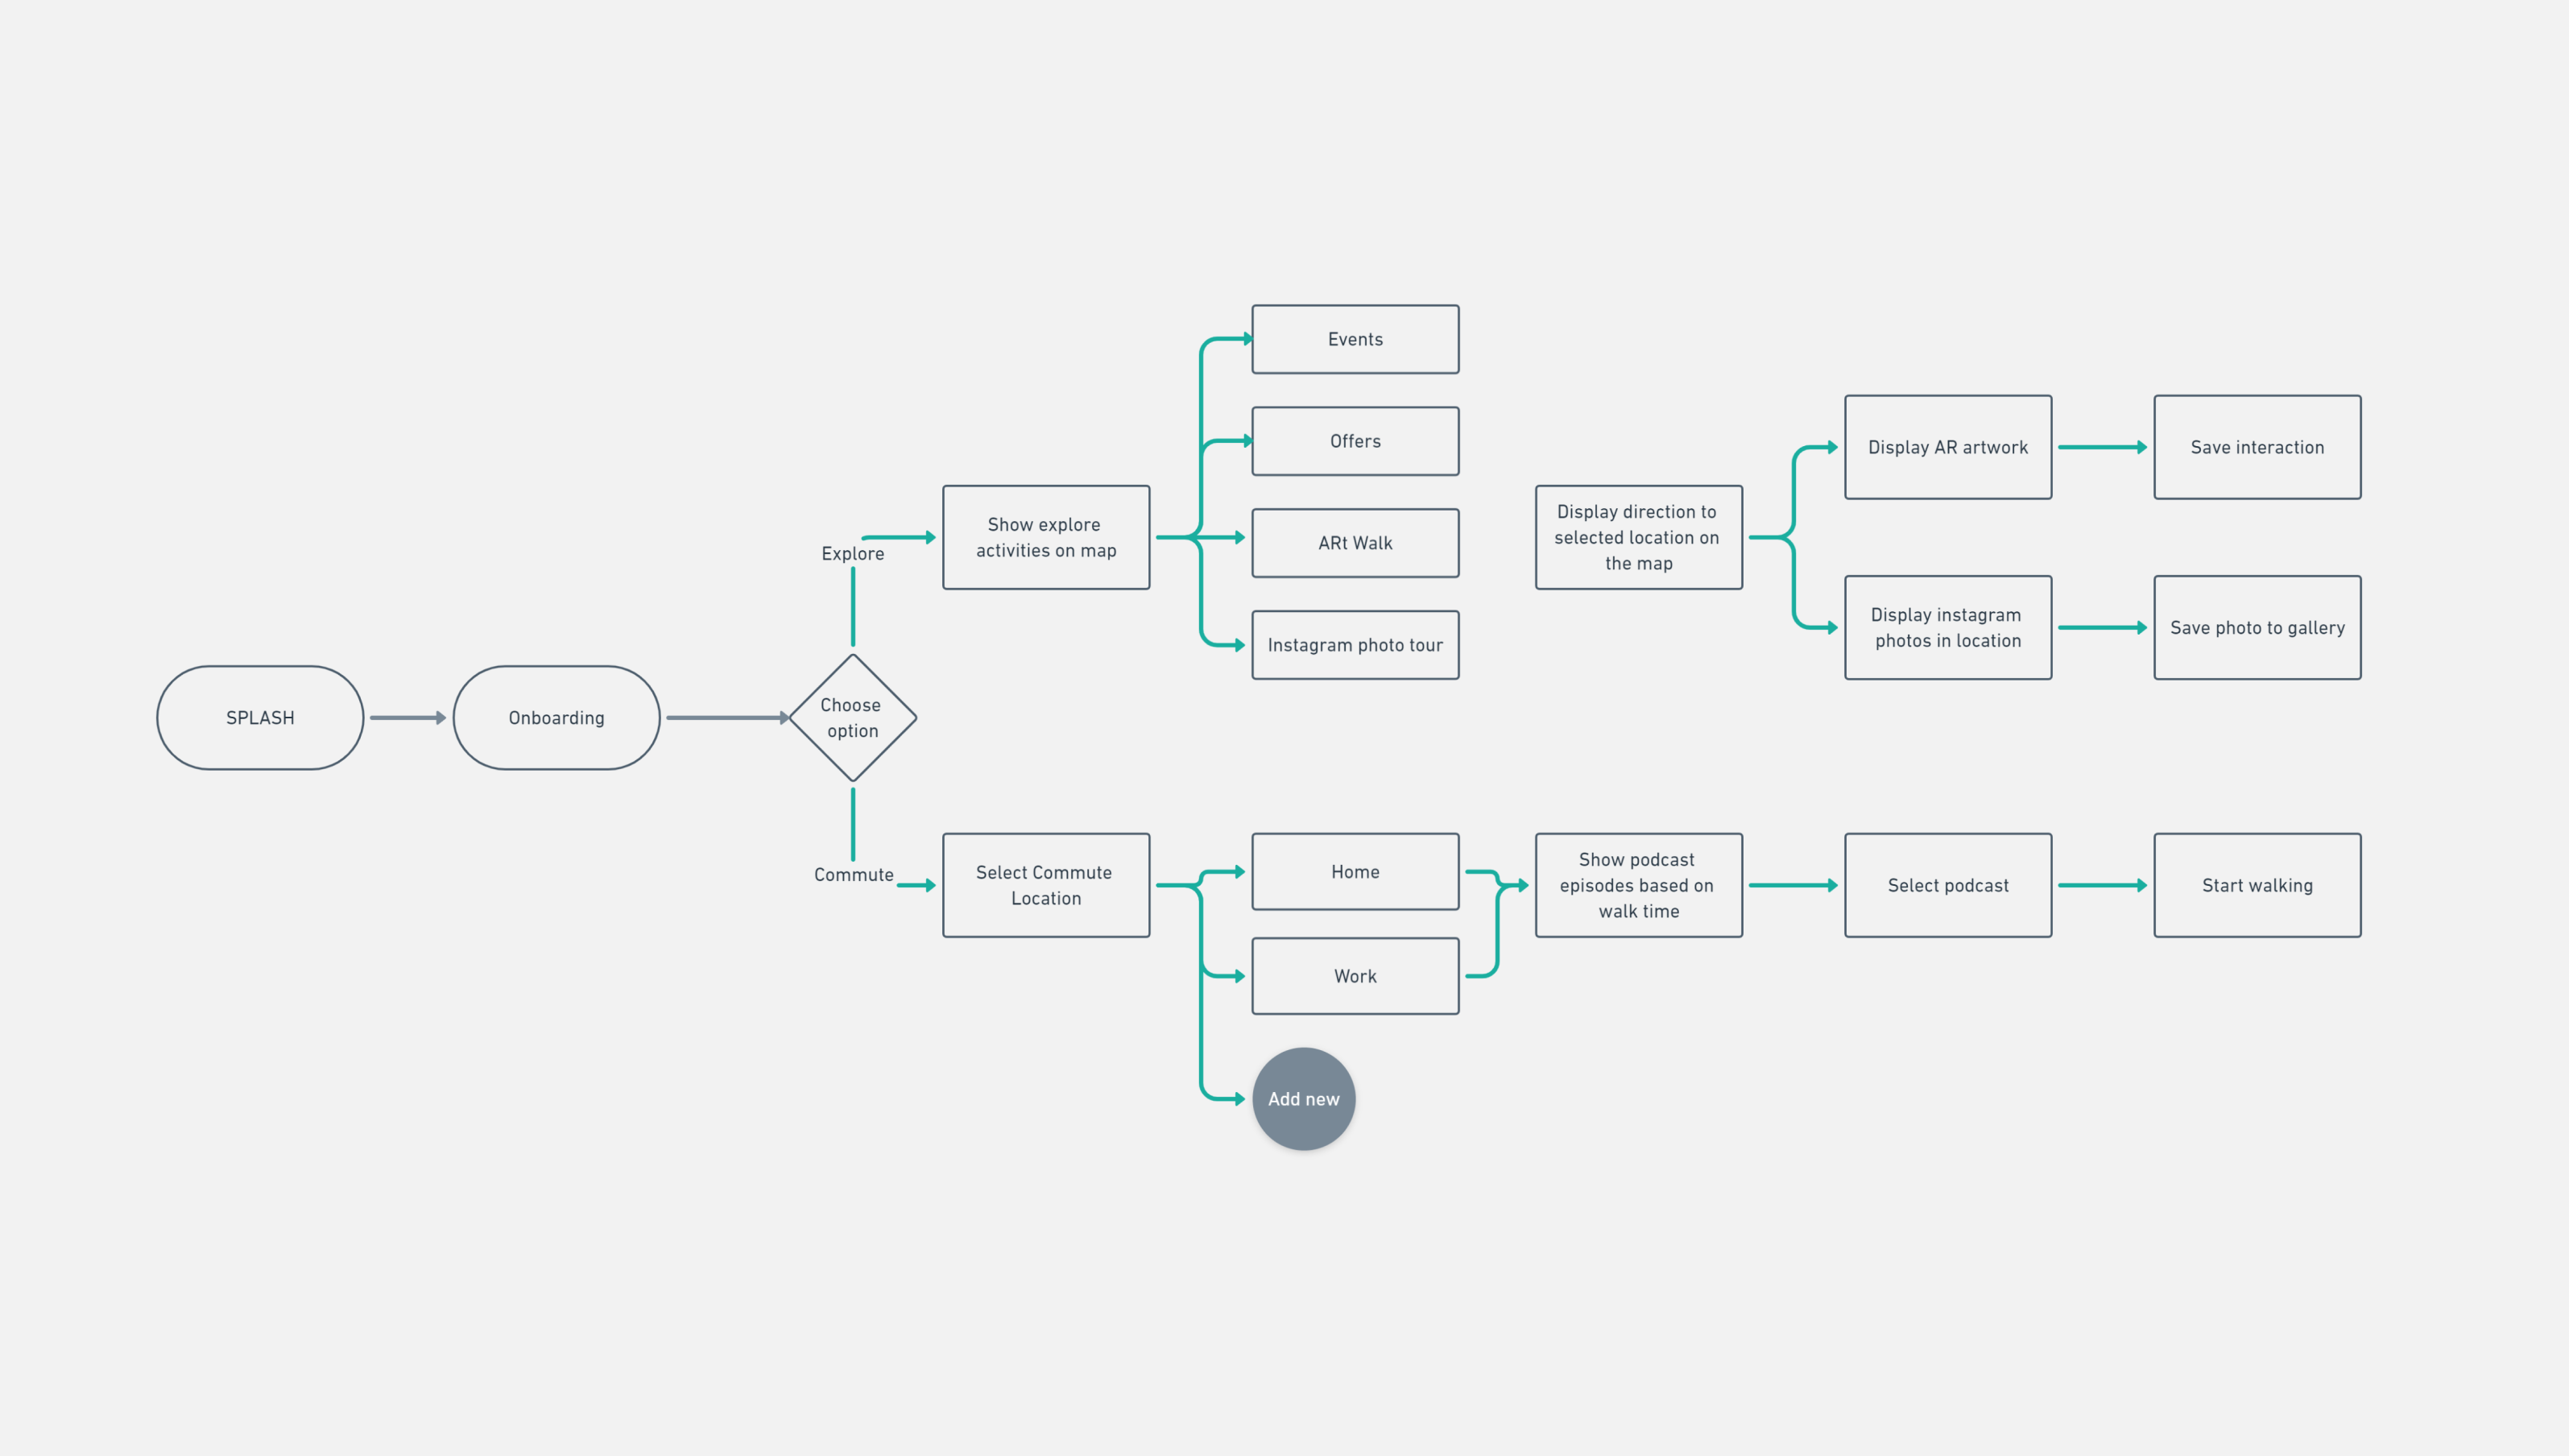 SPLASH
Onboarding
Choose
option
Explore
Show explore
activities on map
Events
Offers
ARt Walk
Instagram photo tour
Display direction to
selected location on
the map
Display AR artwork
Save interaction
Display instagram
photos in location
Save photo to gallery
Commute
Select Commute
Location
Home
Work
Add new
Show podcast
episodes based on
walk time
Select podcast
Start walking